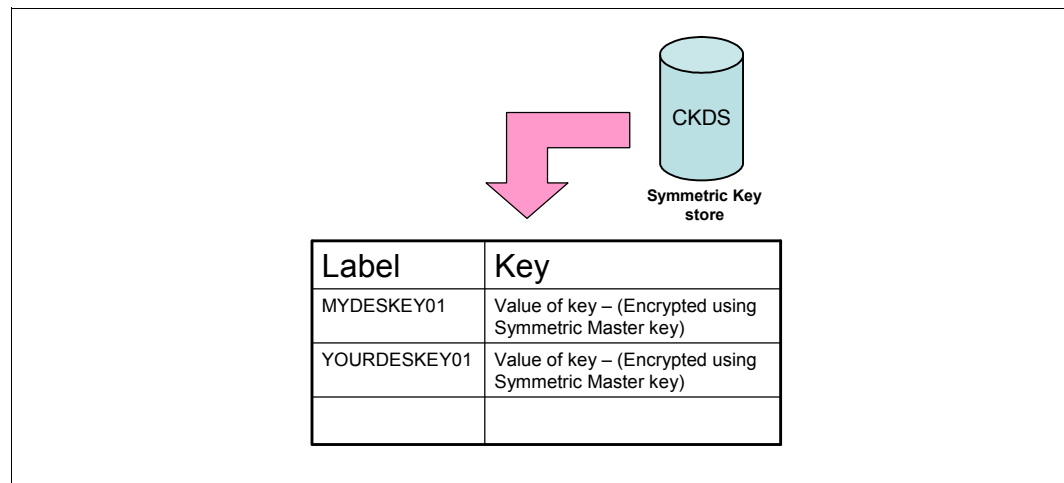 CKDS
Symmetric Key
store
Label Key
MYDESKEY01 Value of key – (Encrypted using
Symmetric Master key)
YOURDESKEY01 Value of key – (Encrypted using
Symmetric Master key)